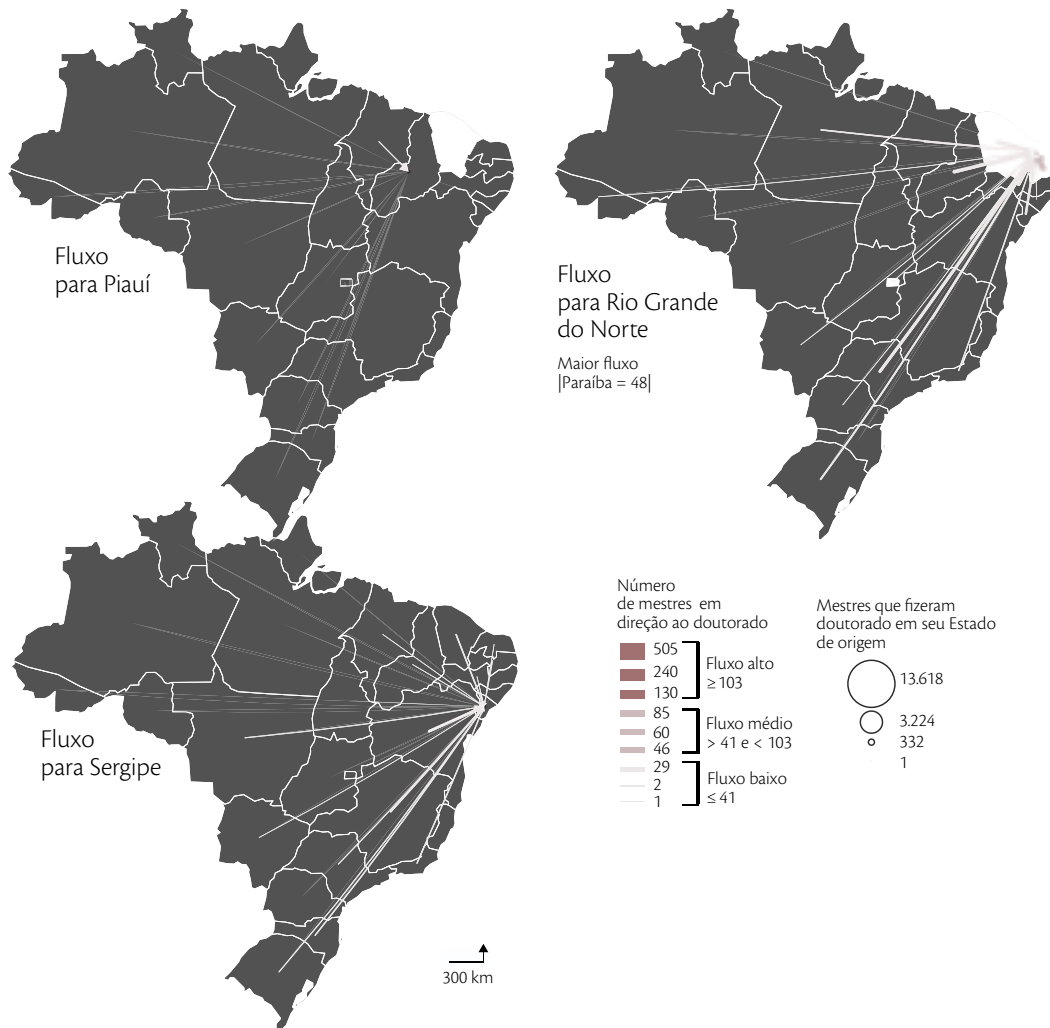 Fluxo
para Piauí
Fluxo
para Rio Grande
do Norte
Maior fluxo
|Paraíba = 48|
Fluxo
para Sergipe
300 km
Número
de mestres em
direção ao doutorado
505
240
130
Fluxo alto
≥ 103
85
60
46
Fluxo médio
> 41 e < 103
29
2
1
Fluxo baixo
≤ 41
Mestres que fizeram
doutorado em seu Estado
de origem
13.618
3.224
332
1